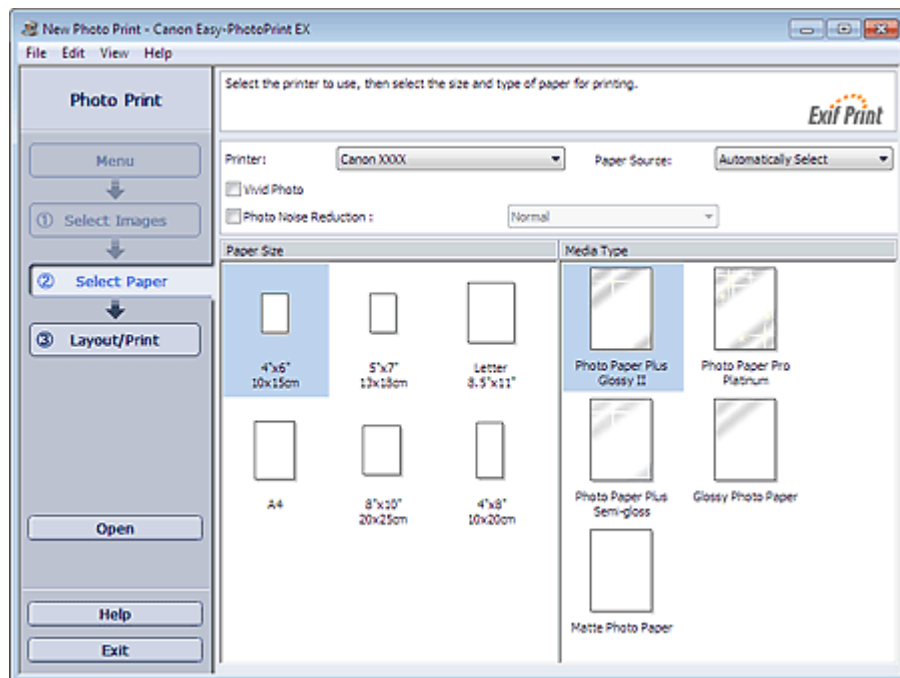 New Photo Print - Canon Easy-PhotoPrint EX
File Edit View Help
Photo Print
Select the printer to use, then select the size and type of paper for printing.
Exif Print
Menu
① Select Images
② Select Paper
③ Layout/Print
Open
Help
Exit
Printer: Canon XXXX Paper Source: Automatically Select
Vivid Photo
Photo Noise Reduction : Normal
Paper Size
4"x6"
10x15cm
5"x7"
13x18cm
Letter
8.5"x11"
A4
8"x10"
20x25cm
4"x8"
10x20cm
Media Type
Photo Paper Plus
Glossy II
Photo Paper Pro
Platinum
Photo Paper Plus
Semi-gloss
Glossy Photo Paper
Matte Photo Paper